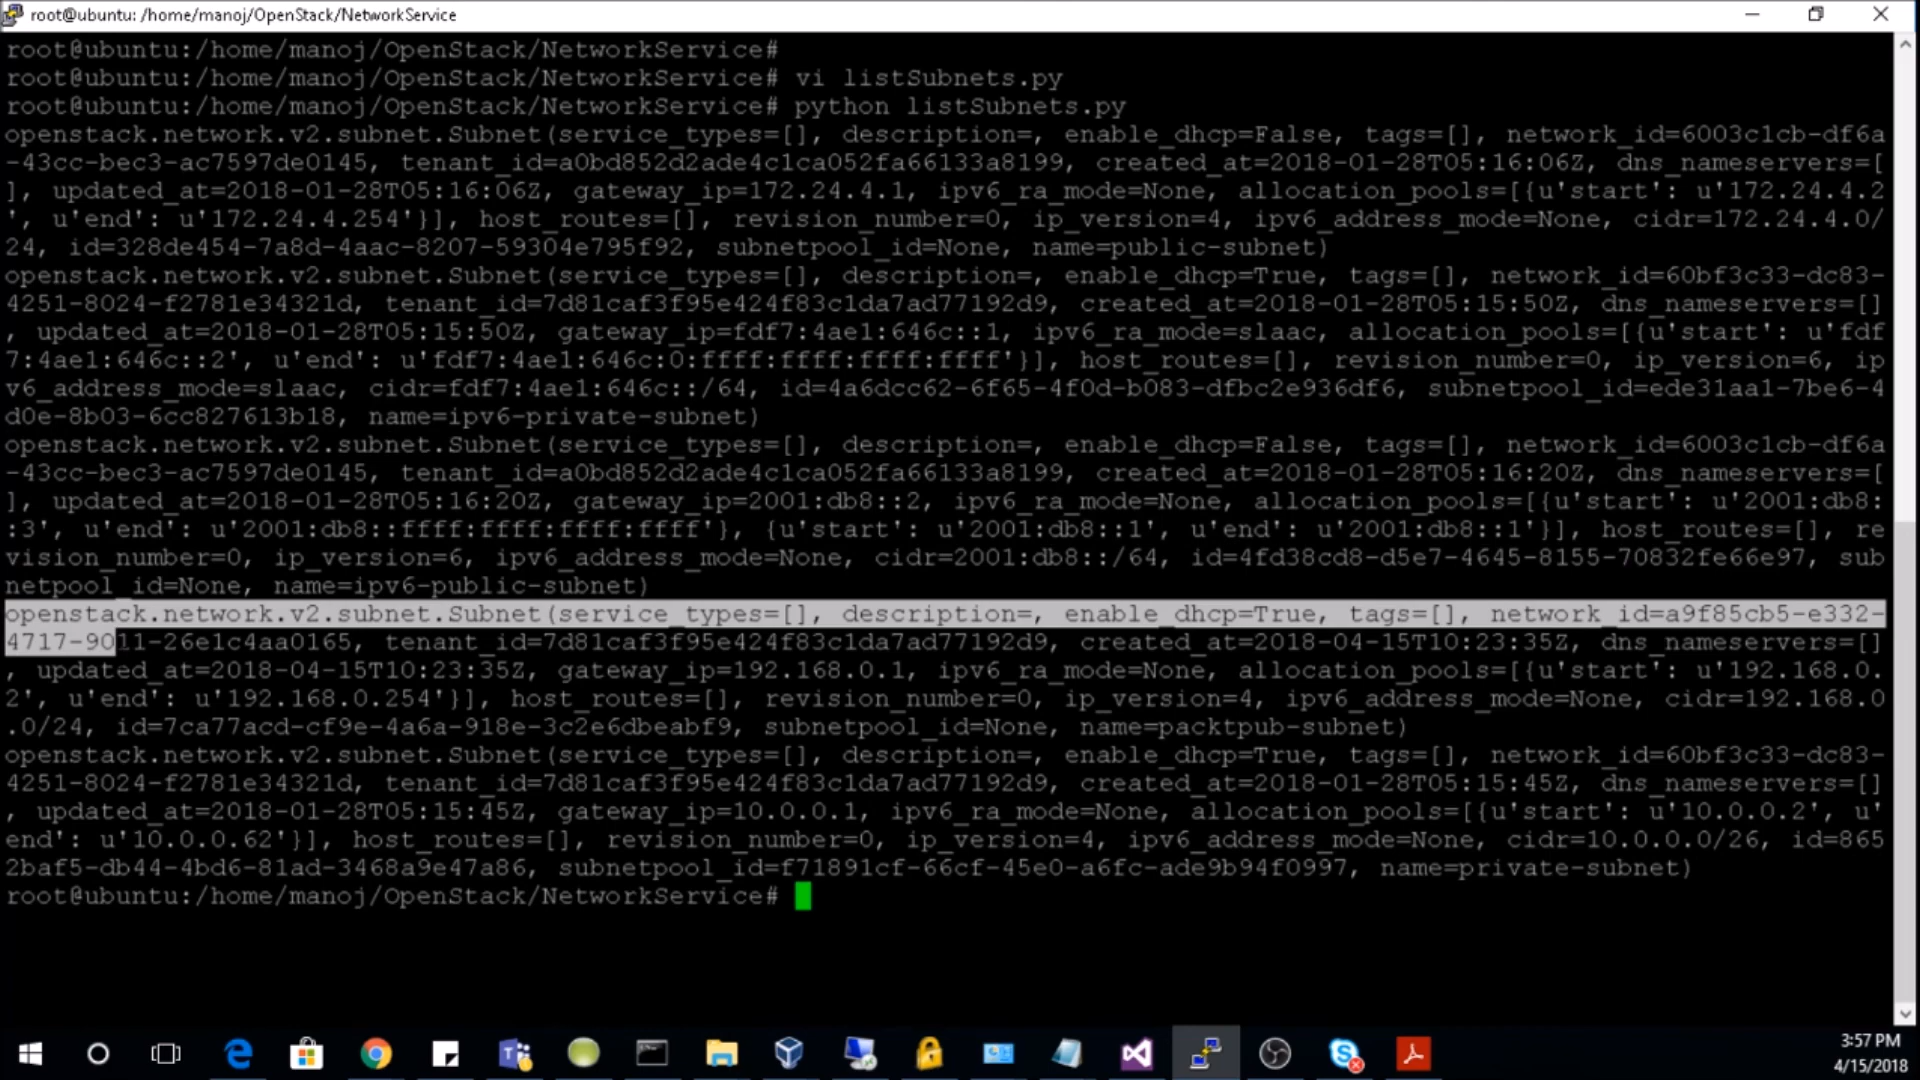 root@ubuntu: /home/manoj/OpenStack/NetworkService
root@ubuntu:/home/manoj/OpenStack/NetworkService#
root@ubuntu:/home/manoj/OpenStack/NetworkService# vi listSubnets.py
root@ubuntu:/home/manoj/OpenStack/NetworkService# python listSubnets.py
openstack.network.v2.subnet.Subnet(service_types=[], description=, enable_dhcp=False, tags=[], network_id=6003c1cb-df6a
-43cc-bec3-ac7597de0145, tenant_id=a0bd852d2ade4c1ca052fa66133a8199, created_at=2018-01-28T05:16:06Z, dns_nameservers=[
], updated_at=2018-01-28T05:16:06Z, gateway_ip=172.24.4.1, ipv6_ra_mode=None, allocation_pools=[{u'start': u'172.24.4.2
', u'end': u'172.24.4.254'}], host_routes=[], revision_number=0, ip_version=4, ipv6_address_mode=None, cidr=172.24.4.0/
24, id=328de454-7a8d-4aac-8207-59304e795f92, subnetpool_id=None, name=public-subnet)
openstack.network.v2.subnet.Subnet(service_types=[], description=, enable_dhcp=True, tags=[], network_id=60bf3c33-dc83-
4251-8024-f2781e34321d, tenant_id=7d81caf3f95e424f83c1da7ad77192d9, created_at=2018-01-28T05:15:50Z, dns_nameservers=[]
, updated_at=2018-01-28T05:15:50Z, gateway_ip=fdf7:4ae1:646c::1, ipv6_ra_mode=slaac, allocation_pools=[{u'start': u'fdf
7:4ae1:646c::2', u'end': u'fdf7:4ae1:646c:0:ffff:ffff:ffff:ffff'}], host_routes=[], revision_number=0, ip_version=6, ip
v6_address_mode=slaac, cidr=fdf7:4ae1:646c::/64, id=4a6dcc62-6f65-4f0d-b083-dfbc2e936df6, subnetpool_id=ede31aa1-7be6-4
d0e-8b03-6cc827613b18, name=ipv6-private-subnet)
openstack.network.v2.subnet.Subnet(service_types=[], description=, enable_dhcp=False, tags=[], network_id=6003c1cb-df6a
-43cc-bec3-ac7597de0145, tenant_id=a0bd852d2ade4c1ca052fa66133a8199, created_at=2018-01-28T05:16:20Z, dns_nameservers=[
], updated_at=2018-01-28T05:16:20Z, gateway_ip=2001:db8::2, ipv6_ra_mode=None, allocation_pools=[{u'start': u'2001:db8:
:3', u'end': u'2001:db8::ffff:ffff:ffff:ffff'}, {u'start': u'2001:db8::1', u'end': u'2001:db8::1'}], host_routes=[], re
vision_number=0, ip_version=6, ipv6_address_mode=None, cidr=2001:db8::/64, id=4fd38cd8-d5e7-4645-8155-70832fe66e97, sub
netpool_id=None, name=ipv6-public-subnet)
openstack.network.v2.subnet.Subnet(service_types=[], description=, enable_dhcp=True, tags=[], network_id=a9f85cb5-e332-
4717-9011-26e1c4aa0165, tenant_id=7d81caf3f95e424f83c1da7ad77192d9, created_at=2018-04-15T10:23:35Z, dns_nameservers=[]
, updated_at=2018-04-15T10:23:35Z, gateway_ip=192.168.0.1, ipv6_ra_mode=None, allocation_pools=[{u'start': u'192.168.0.
2', u'end': u'192.168.0.254'}], host_routes=[], revision_number=0, ip_version=4, ipv6_address_mode=None, cidr=192.168.0
.0/24, id=7ca77acd-cf9e-4a6a-918e-3c2e6dbeabf9, subnetpool_id=None, name=packtpub-subnet)
openstack.network.v2.subnet.Subnet(service_types=[], description=, enable_dhcp=True, tags=[], network_id=60bf3c33-dc83-
4251-8024-f2781e34321d, tenant_id=7d81caf3f95e424f83c1da7ad77192d9, created_at=2018-01-28T05:15:45Z, dns_nameservers=[]
, updated_at=2018-01-28T05:15:45Z, gateway_ip=10.0.0.1, ipv6_ra_mode=None, allocation_pools=[{u'start': u'10.0.0.2', u'
end': u'10.0.0.62'}], host_routes=[], revision_number=0, ip_version=4, ipv6_address_mode=None, cidr=10.0.0.0/26, id=865
2baf5-db44-4bd6-81ad-3468a9e47a86, subnetpool_id=f71891cf-66cf-45e0-a6fc-ade9b94f0997, name=private-subnet)
root@ubuntu:/home/manoj/OpenStack/NetworkService#
3:57 PM
4/15/2018